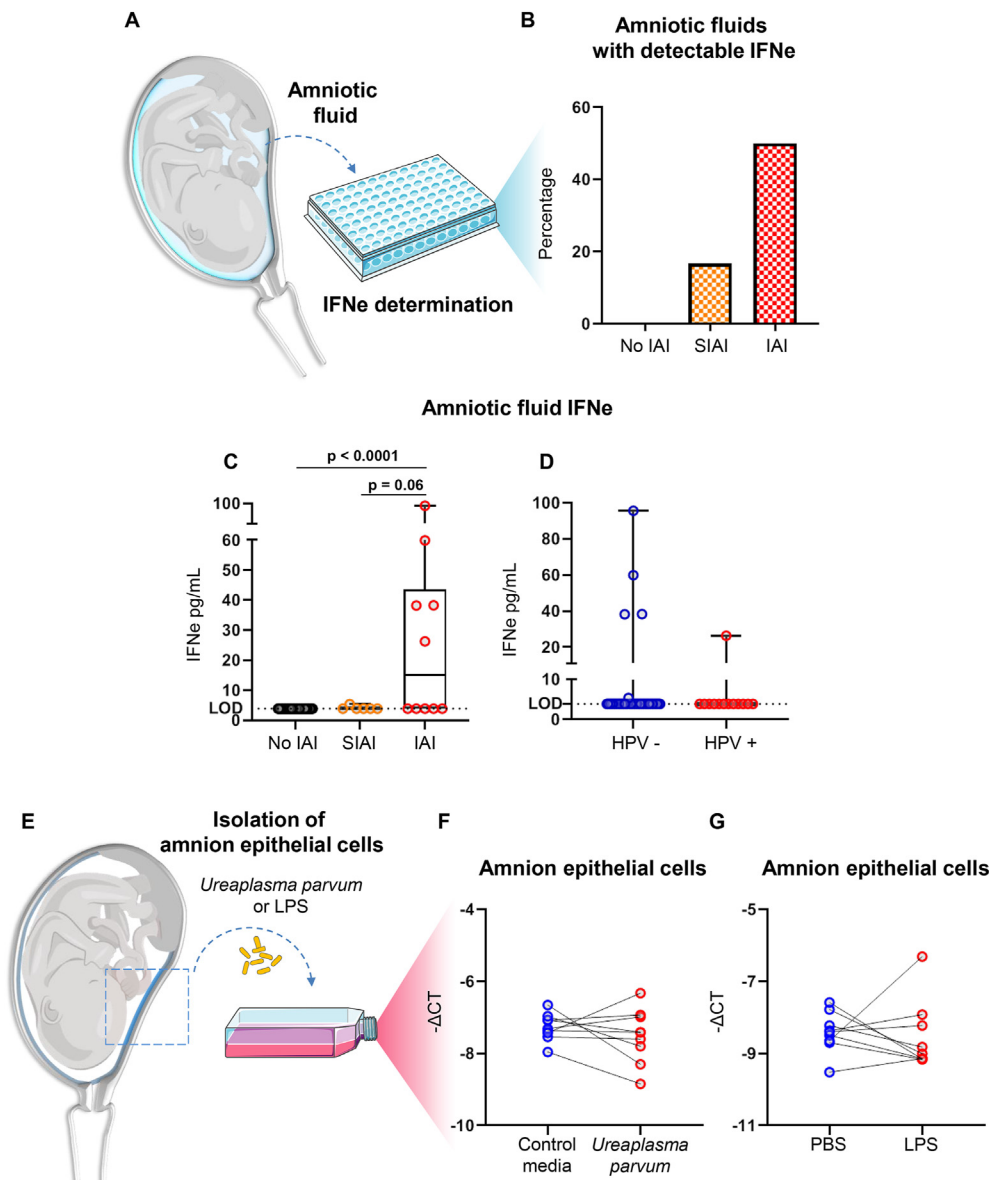 A
Amniotic
fluid
IFNe determination
B
Amniotic fluids
with detectable IFNe
60
40
20
0
Percentage
No IAI
SIAI
IAI
Amniotic fluid IFNe
C
p < 0.0001
p = 0.06
100
60
50
40
30
20
10
LOD
0
IFNe pg/mL
No IAI
SIAI
IAI
D
100
80
60
40
20
10
LOD
0
IFNe pg/mL
HPV -
HPV +
E
Isolation of
amnion epithelial cells
Ureaplasma parvum
or LPS
F
Amnion epithelial cells
-4
-6
-8
-10
-ΔCT
Control
media
Ureaplasma
parvum
G
Amnion epithelial cells
-5
-7
-9
-11
-ΔCT
PBS
LPS